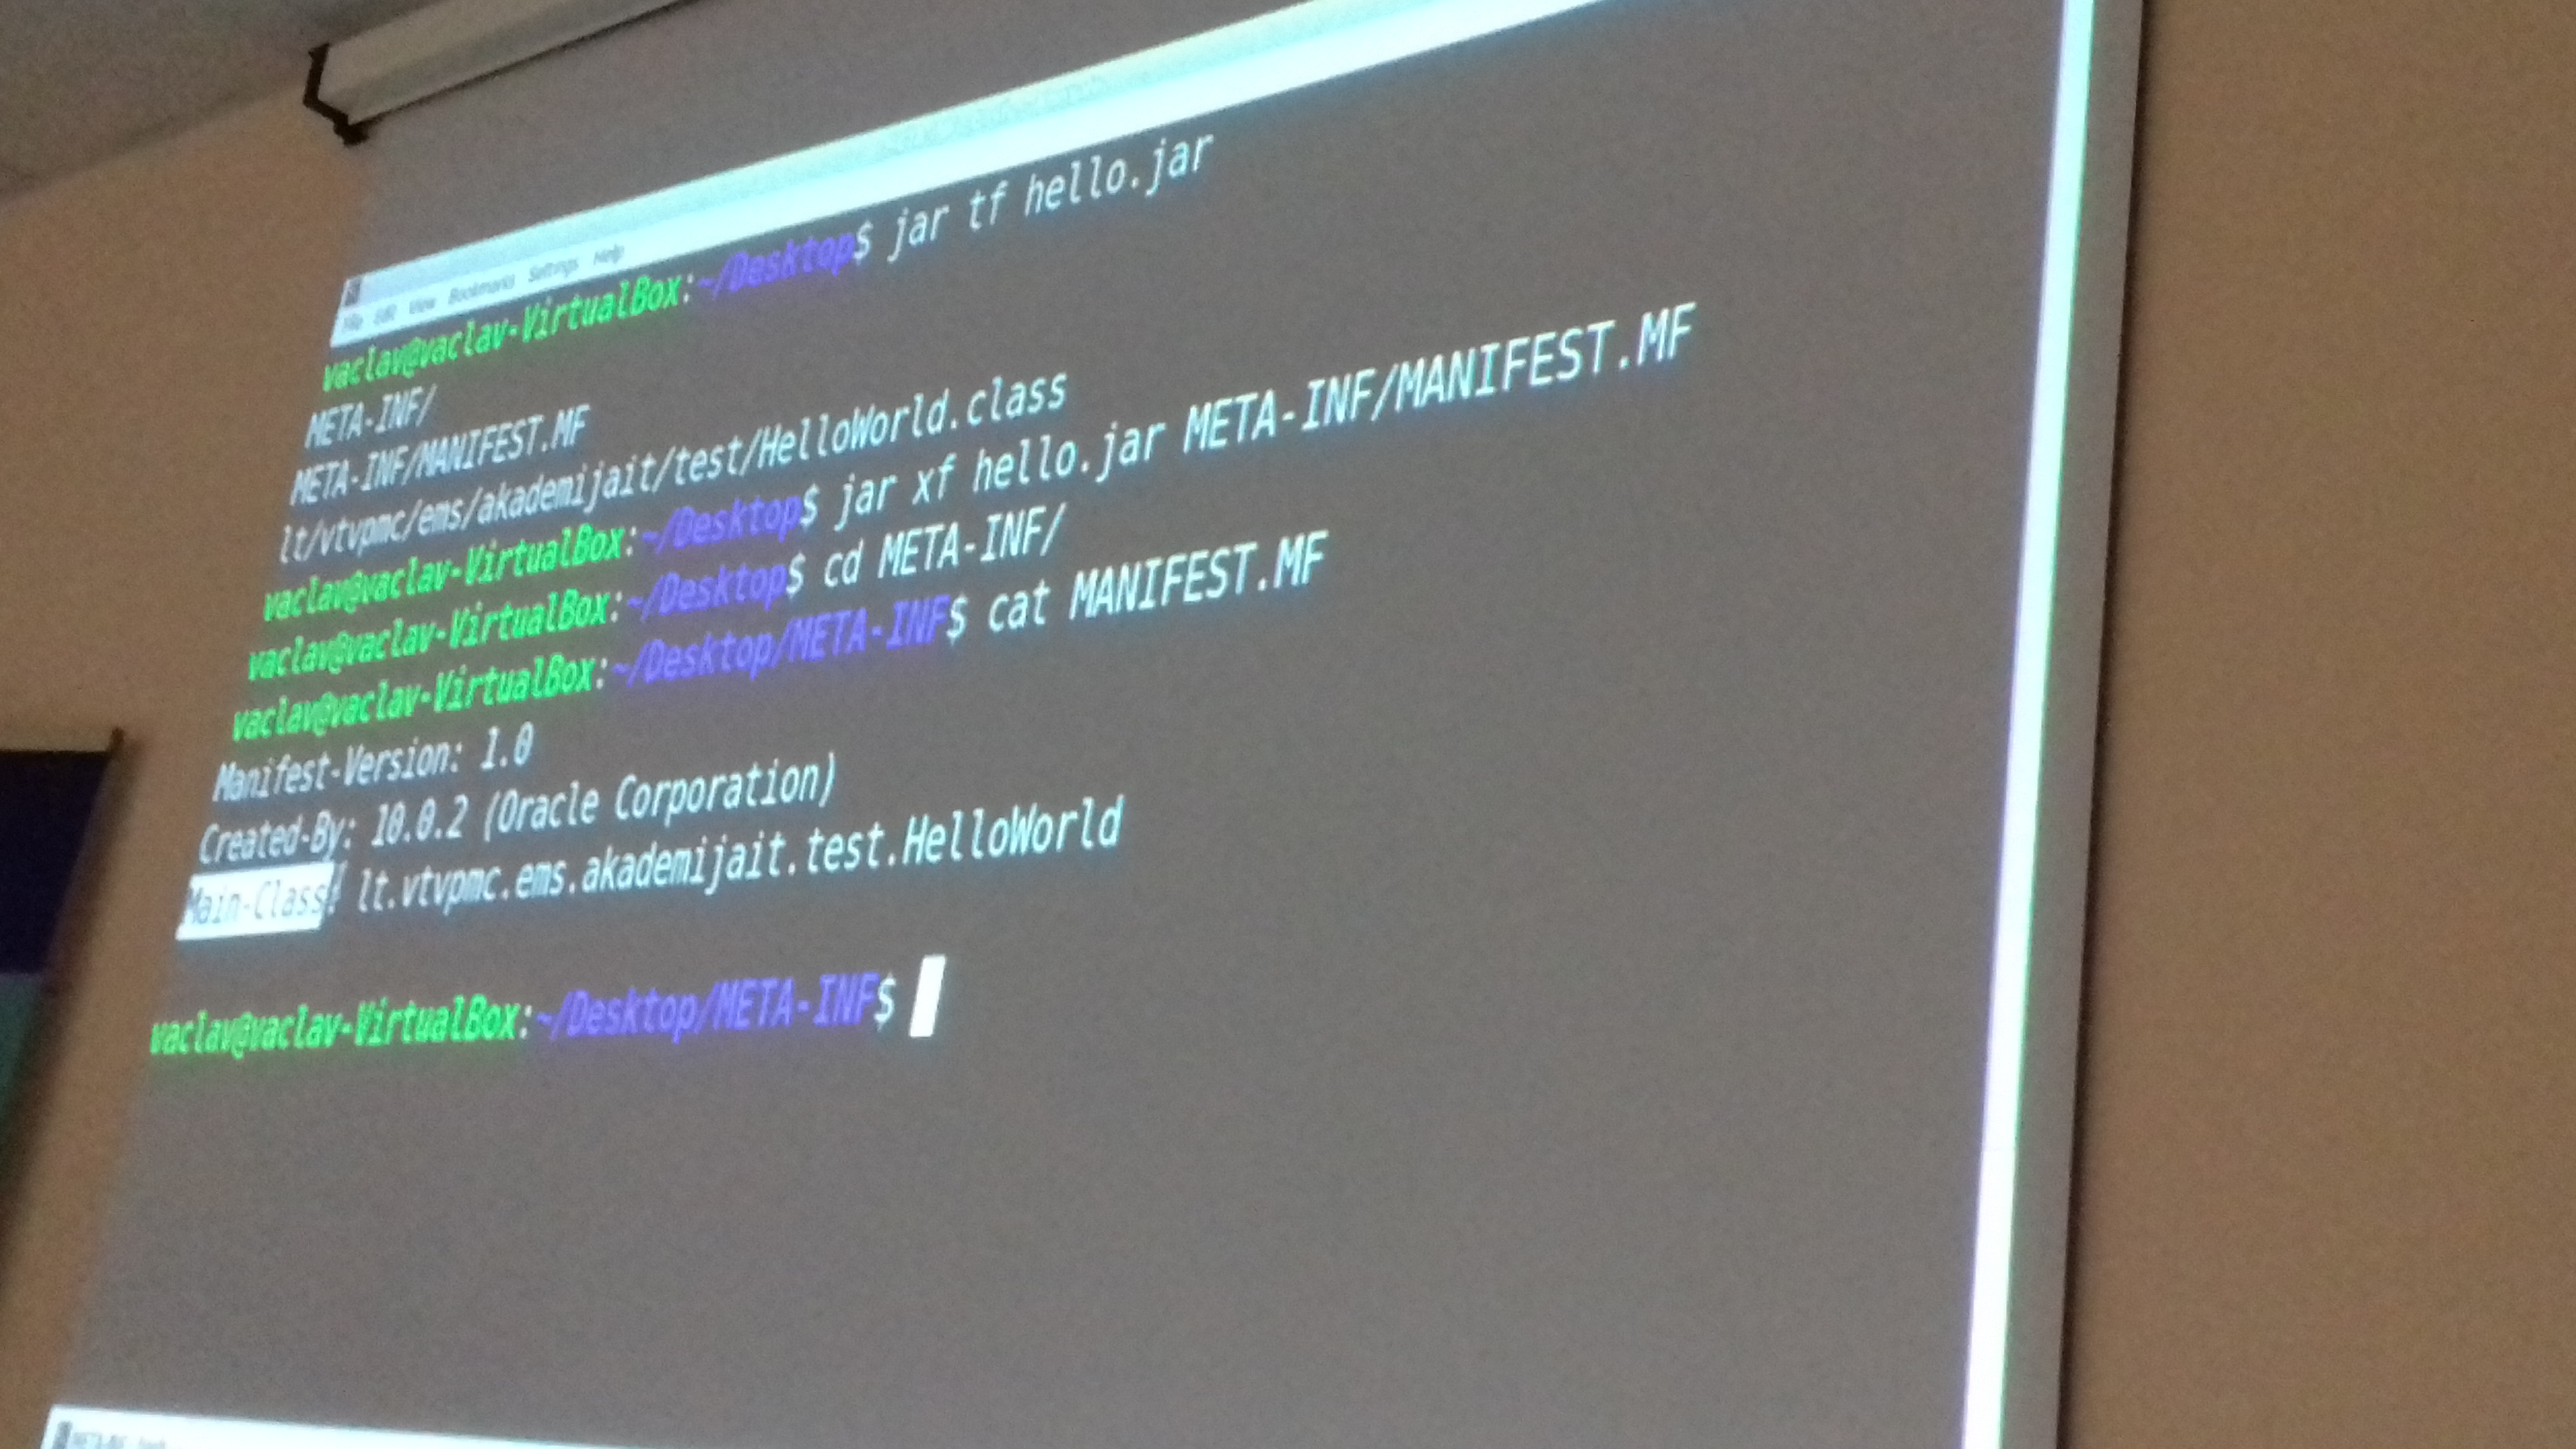 File Edit View Bookmarks Settings Help
vaclav@vaclav-VirtualBox:~/Desktop$ jar tf hello.jar
META-INF/
META-INF/MANIFEST.MF
lt/vtvpmc/ems/akademijait/test/HelloWorld.class
vaclav@vaclav-VirtualBox:~/Desktop$ jar xf hello.jar META-INF/MANIFEST.MF
vaclav@vaclav-VirtualBox:~/Desktop$ cd META-INF/
vaclav@vaclav-VirtualBox:~/Desktop/META-INF$ cat MANIFEST.MF
Manifest-Version: 1.0
Created-By: 10.0.2 (Oracle Corporation)
Main-Class: lt.vtvpmc.ems.akademijait.test.HelloWorld
vaclav@vaclav-VirtualBox:~/Desktop/META-INF$